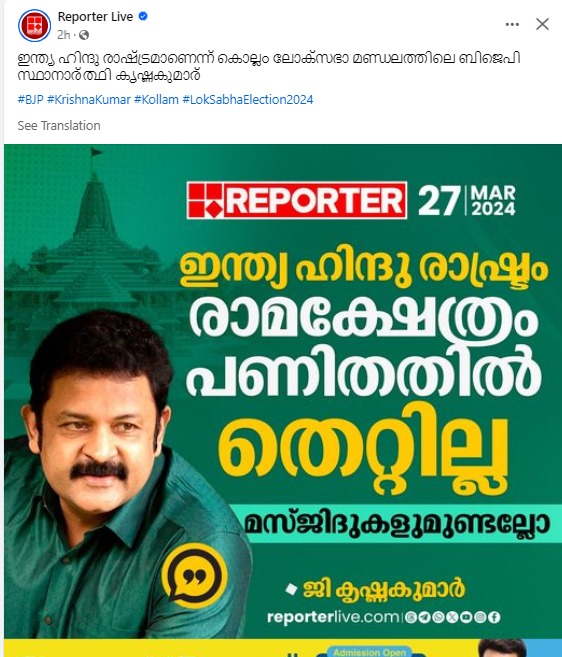 Reporter Live
2h
ഇന്ത്യ ഹിന്ദു രാഷ്ട്രമാണെന്ന് കൊല്ലം ലോക്സഭാ മണ്ഡലത്തിലെ ബിജെപി
സ്ഥാനാർത്ഥി കൃഷ്ണകുമാർ
#BJP #KrishnaKumar #Kollam #LokSabhaElection2024
See Translation
REPORTER 27 MAR
2024
ഇന്ത്യ ഹിന്ദു രാഷ്ട്രം
രാമക്ഷേത്രം
പണിതതിൽ
തെറ്റില്ല
മസ്ജിദുകളുമുണ്ടല്ലോ
ജി കൃഷ്ണകുമാർ
reporterlive.com
Admission Open